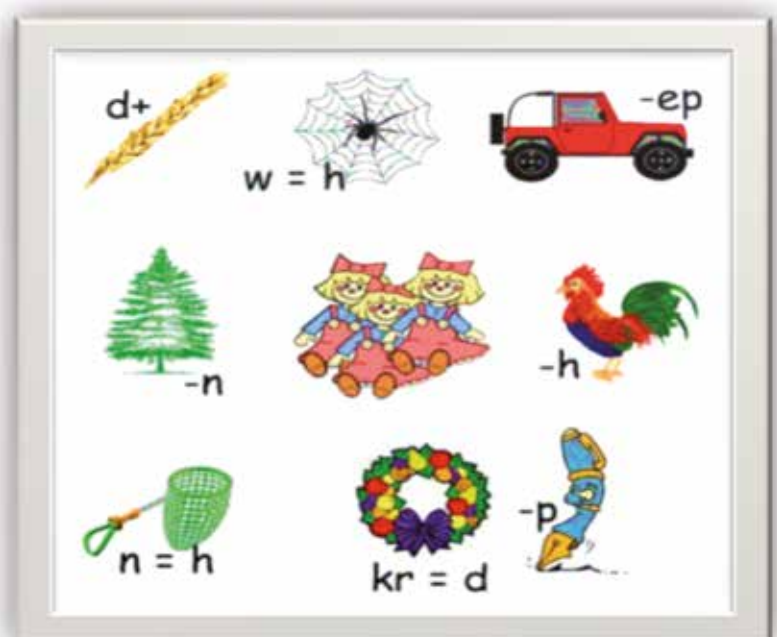 d+
w = h
-ep
-n
-h
n = h
kr = d
-p